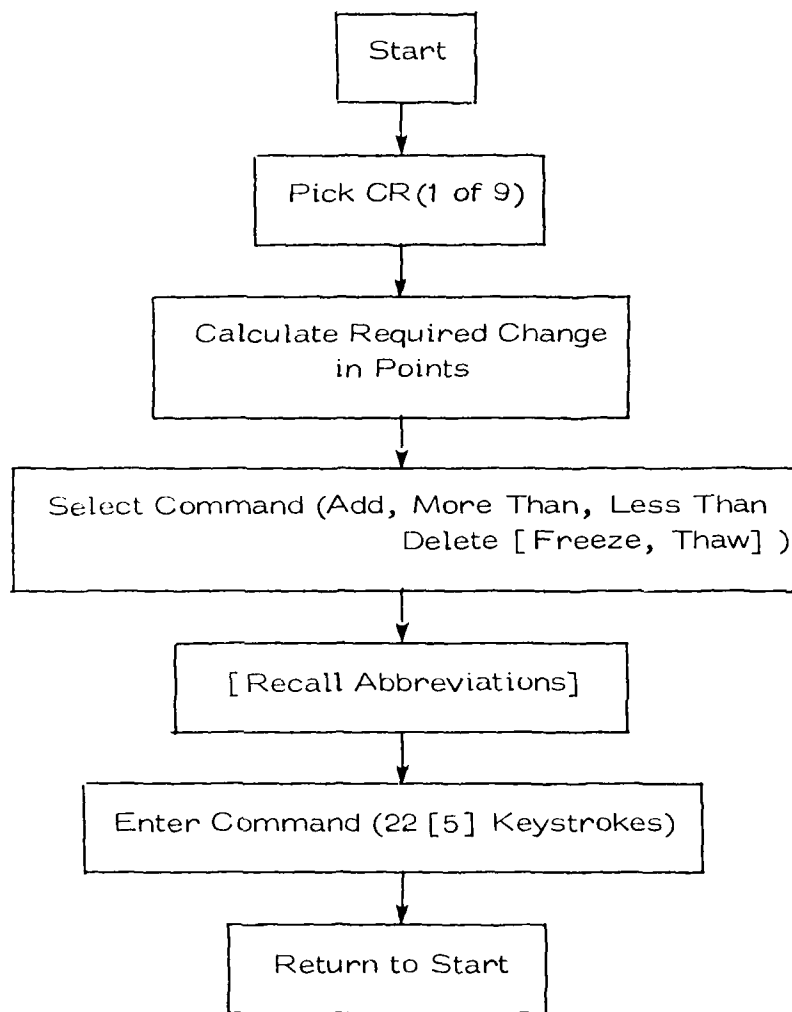 Start
Pick CR (1 of 9)
Calculate Required Change
in Points
Select Command (Add, More Than, Less Than
Delete [Freeze, Thaw] )
[Recall Abbreviations]
Enter Command (22 [5] Keystrokes)
Return to Start